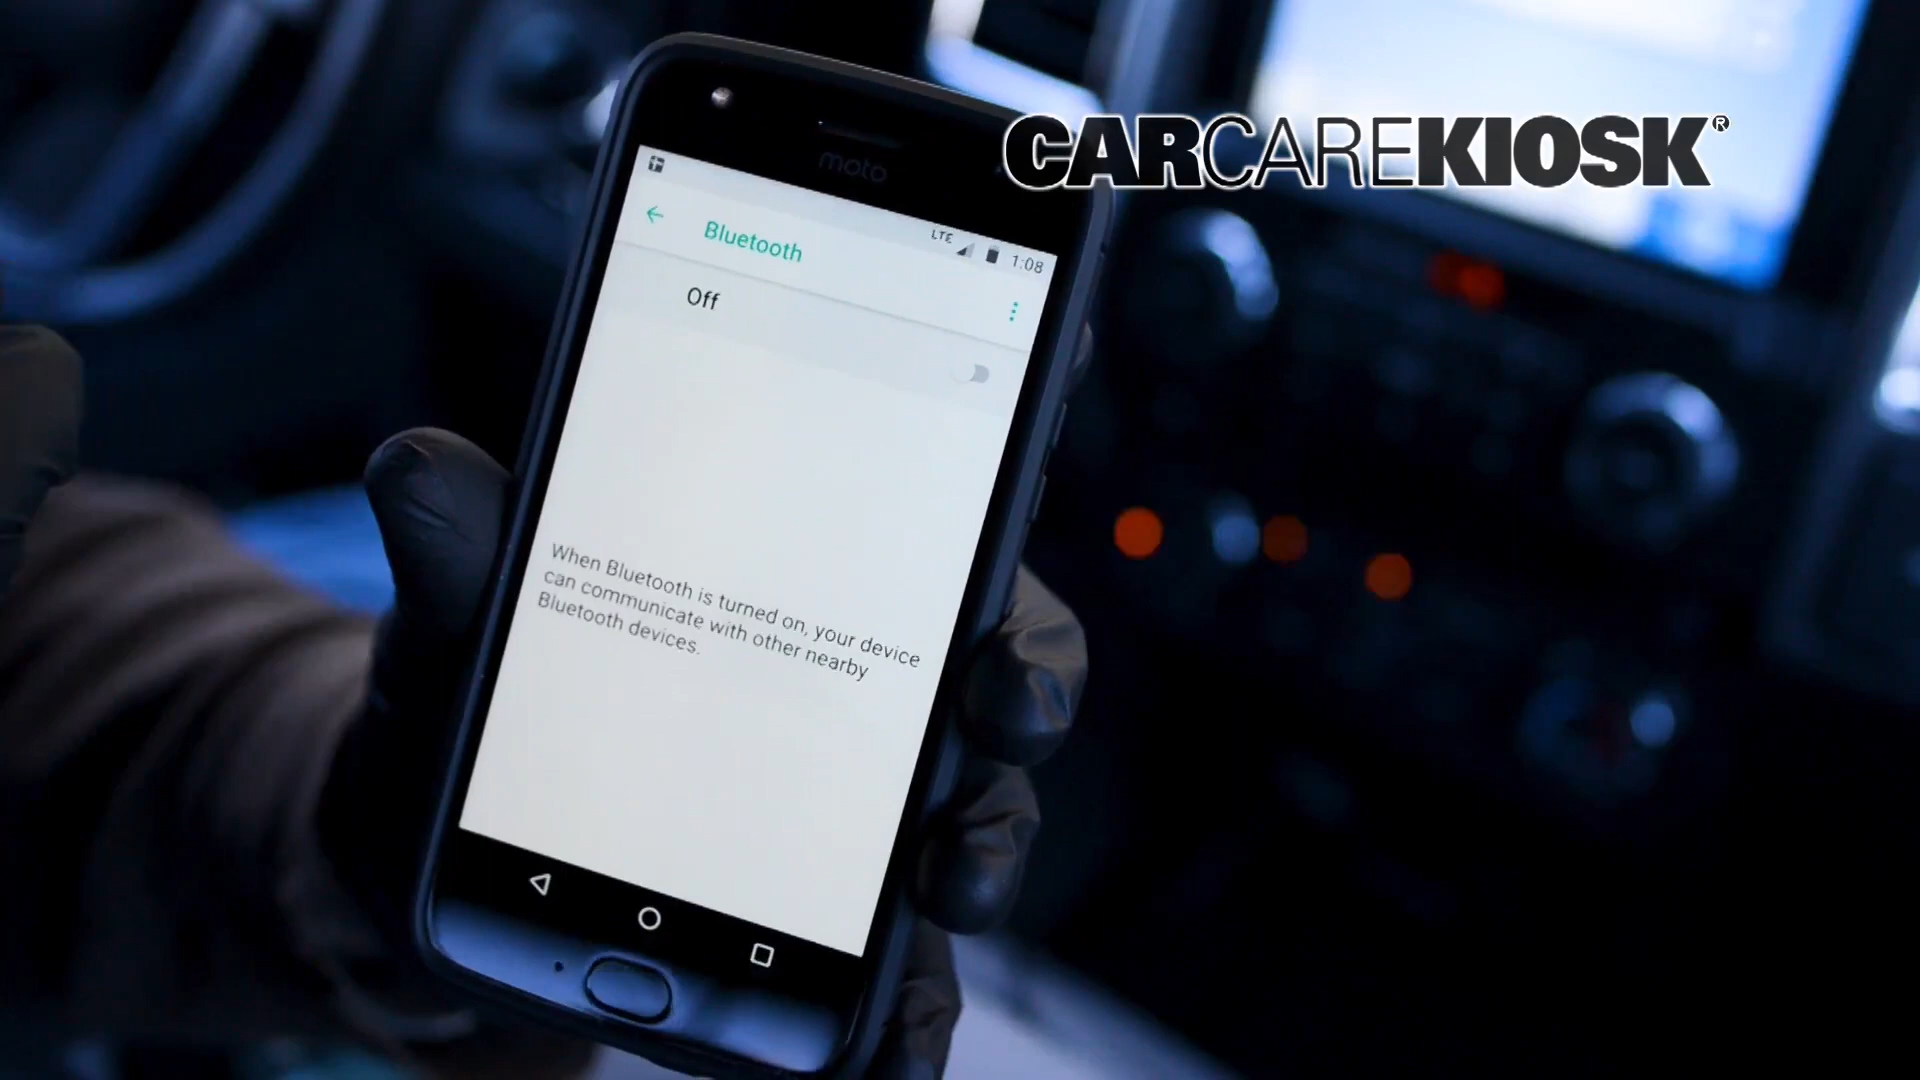 CARCAREKIOSK®
moto
LTE 1:08
Bluetooth
Off
When Bluetooth is turned on, your device
can communicate with other nearby
Bluetooth devices.